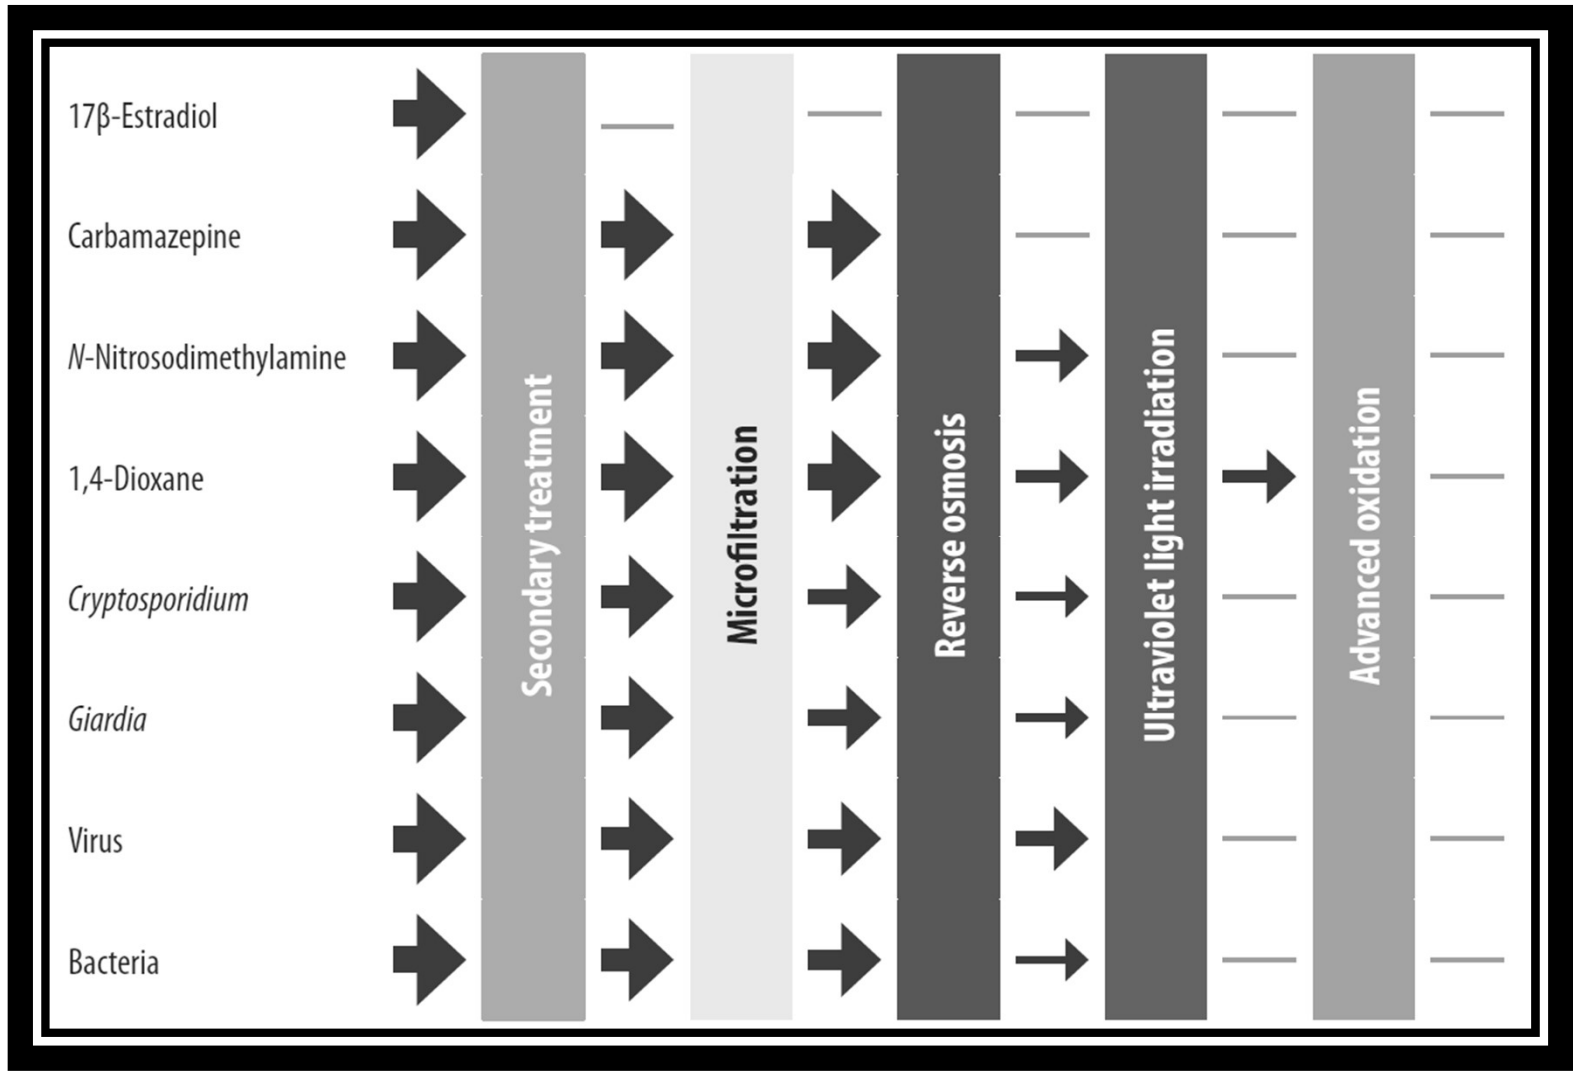 17β-Estradiol
Carbamazepine
N-Nitrosodimethylamine
1,4-Dioxane
Cryptosporidium
Giardia
Virus
Bacteria
Secondary treatment
Microfiltration
Reverse osmosis
Ultraviolet light irradiation
Advanced oxidation